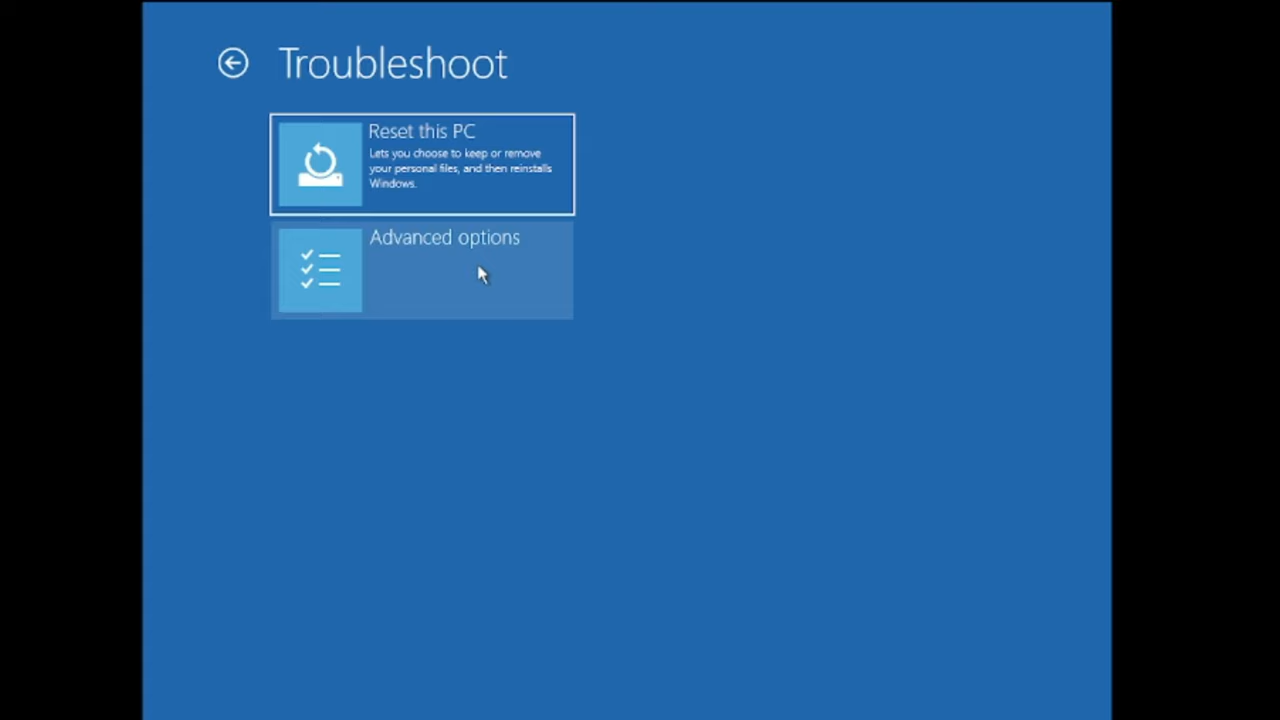 Troubleshoot
Reset this PC
Lets you choose to keep or remove
your personal files, and then reinstalls
Windows.
Advanced options